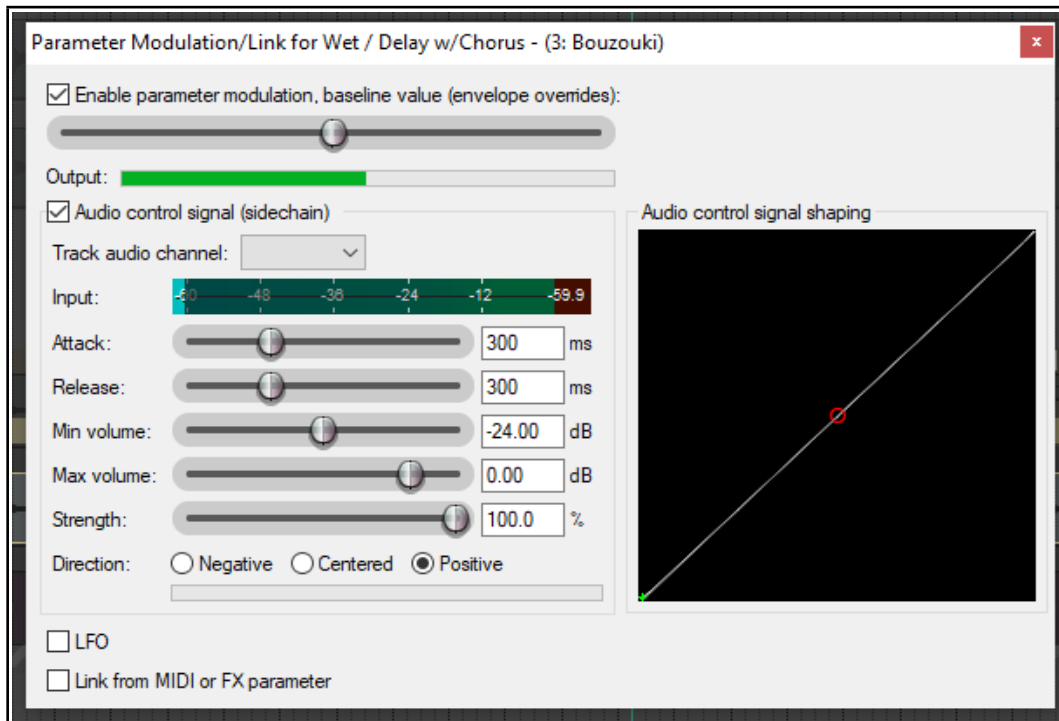 Parameter Modulation/Link for Wet / Delay w/Chorus - (3: Bouzouki)
x
Enable parameter modulation, baseline value (envelope overrides):
Output:
Audio control signal (sidechain)
Audio control signal shaping
Track audio channel:
Input: -60 -48 -36 -24 -12 -59.9
Attack: 300 ms
Release: 300 ms
Min volume: -24.00 dB
Max volume: 0.00 dB
Strength: 100.0 %
Direction: Negative Centered Positive
LFO
Link from MIDI or FX parameter